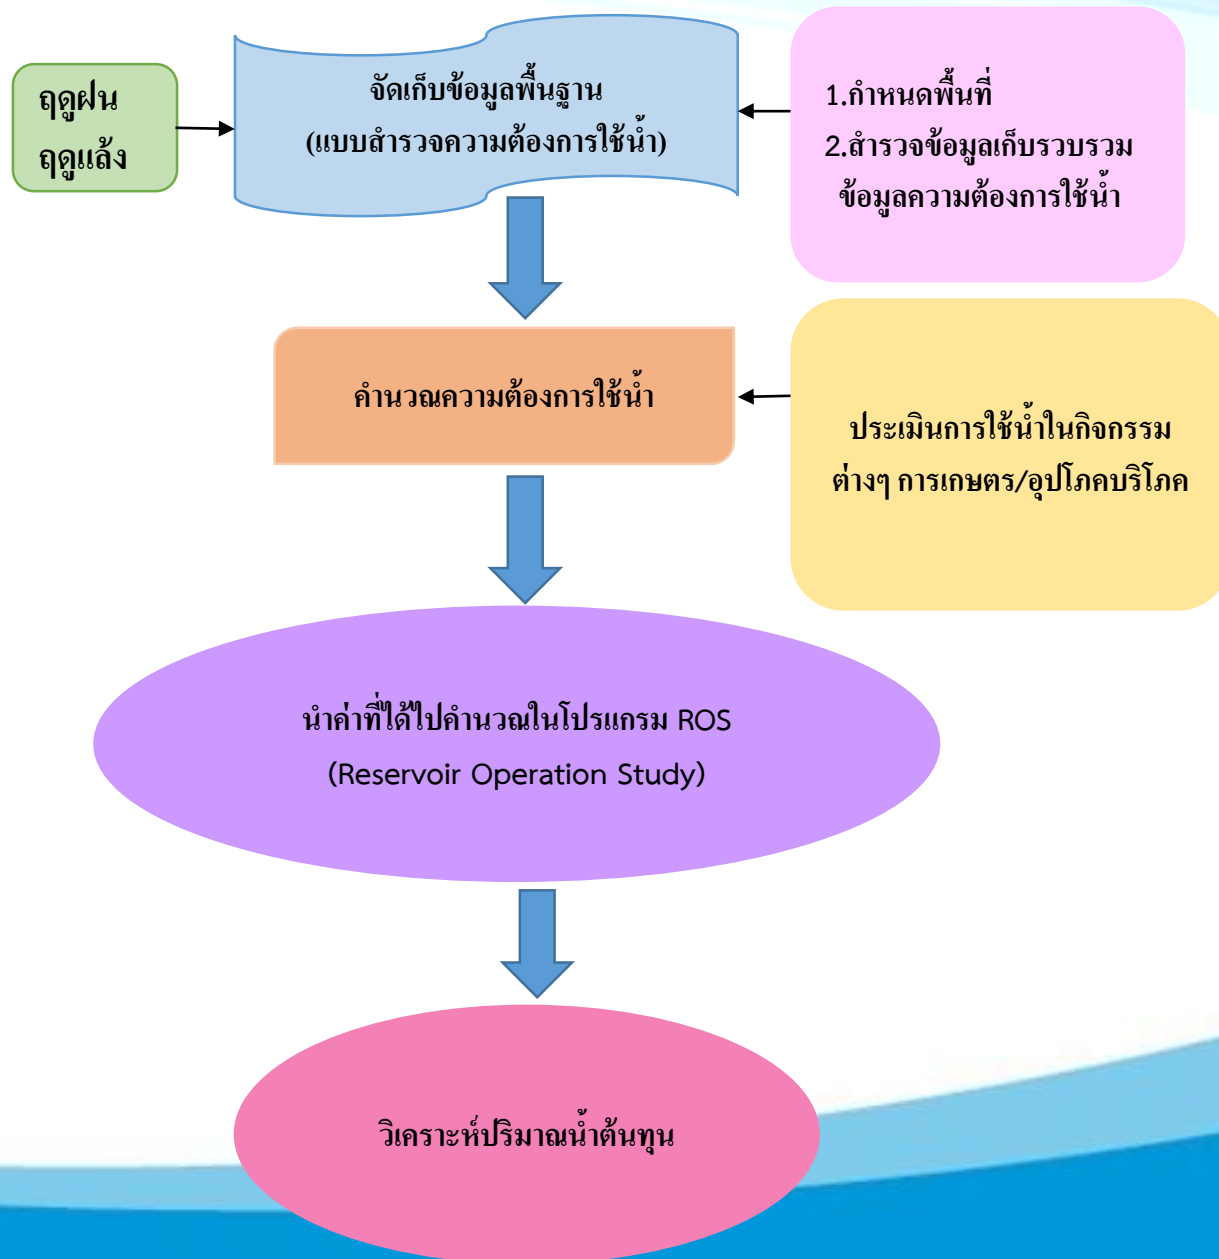 ฤดูฝน
ฤดูแล้ง
จัดเก็บข้อมูลพื้นฐาน
(แบบสำรวจความต้องการใช้น้ำ)
1.กำหนดพื้นที่
2.สำรวจข้อมูลเก็บรวบรวม
ข้อมูลความต้องการใช้น้ำ
คำนวณความต้องการใช้น้ำ
ประเมินการใช้น้ำในกิจกรรม
ต่างๆ การเกษตร/อุปโภคบริโภค
นำค่าที่ได้ไปคำนวณในโปรแกรม ROS
(Reservoir Operation Study)
วิเคราะห์ปริมาณน้ำต้นทุน